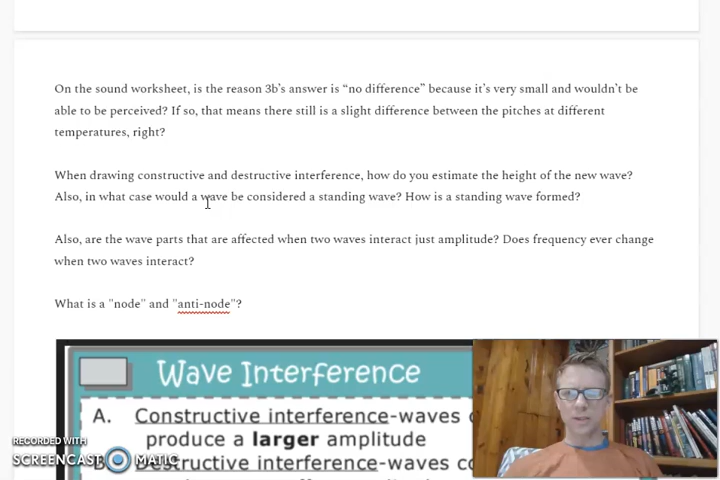 On the sound worksheet, is the reason 3b's answer is “no difference” because it's very small and wouldn't be
able to be perceived? If so, that means there still is a slight difference between the pitches at different
temperatures, right?
When drawing constructive and destructive interference, how do you estimate the height of the new wave?
Also, in what case would a wave be considered a standing wave? How is a standing wave formed?
Also, are the wave parts that are affected when two waves interact just amplitude? Does frequency ever change
when two waves interact?
What is a "node" and "anti-node"?
Wave Interference
A. Constructive interference-waves
produce a larger amplitude
B. Destructive interference-waves
RECORDED WITH
SCREENCAST MATIC